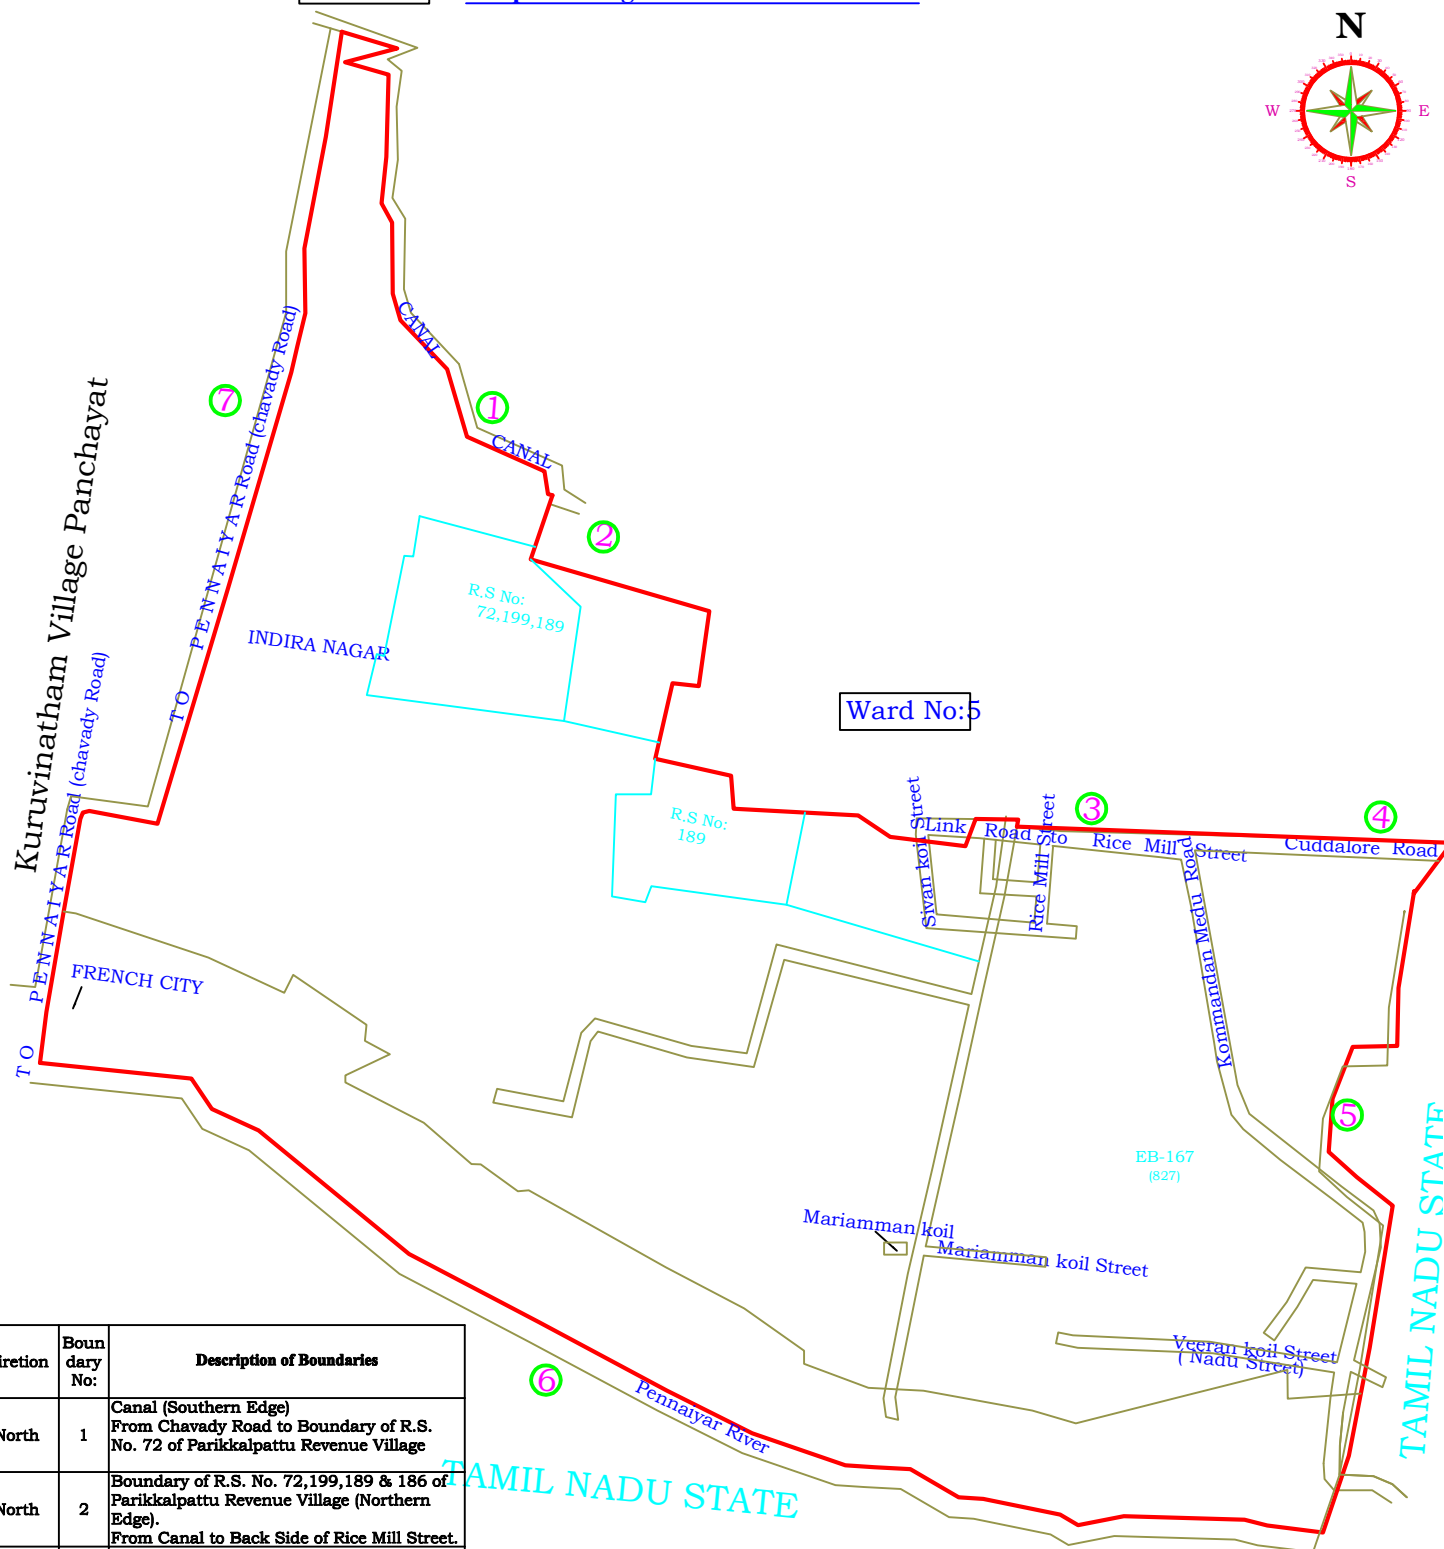 N
W
E
S
CANAL
7
1
CANAL
2
PENNAIYAR Road (chavady Road)
TO
Kuruvinatham Village Panchayat
R.S No:
72,199,189
INDIRA NAGAR
PENNAIYAR Road (chavady Road)
TO
Ward No:5
R.S No:
189
3
4
Sivan koil Street
Link Road to Rice Mill Street
Rice Mill Street
Cuddalore Road
Kommandan Medu Road
FRENCH CITY
5
EB-167
(827)
TAMIL NADU STATE
Mariamman koil
Mariamman koil Street
Veeran koil Street
( Nadu Street)
6
Pennaiyar River
TAMIL NADU STATE
iretion
Boun
dary
No:
Description of Boundaries
North
1
Canal (Southern Edge)
From Chavady Road to Boundary of R.S.
No. 72 of Parikkalpattu Revenue Village
North
2
Boundary of R.S. No. 72,199,189 & 186 of
Parikkalpattu Revenue Village (Northern
Edge).
From Canal to Back Side of Rice Mill Street.